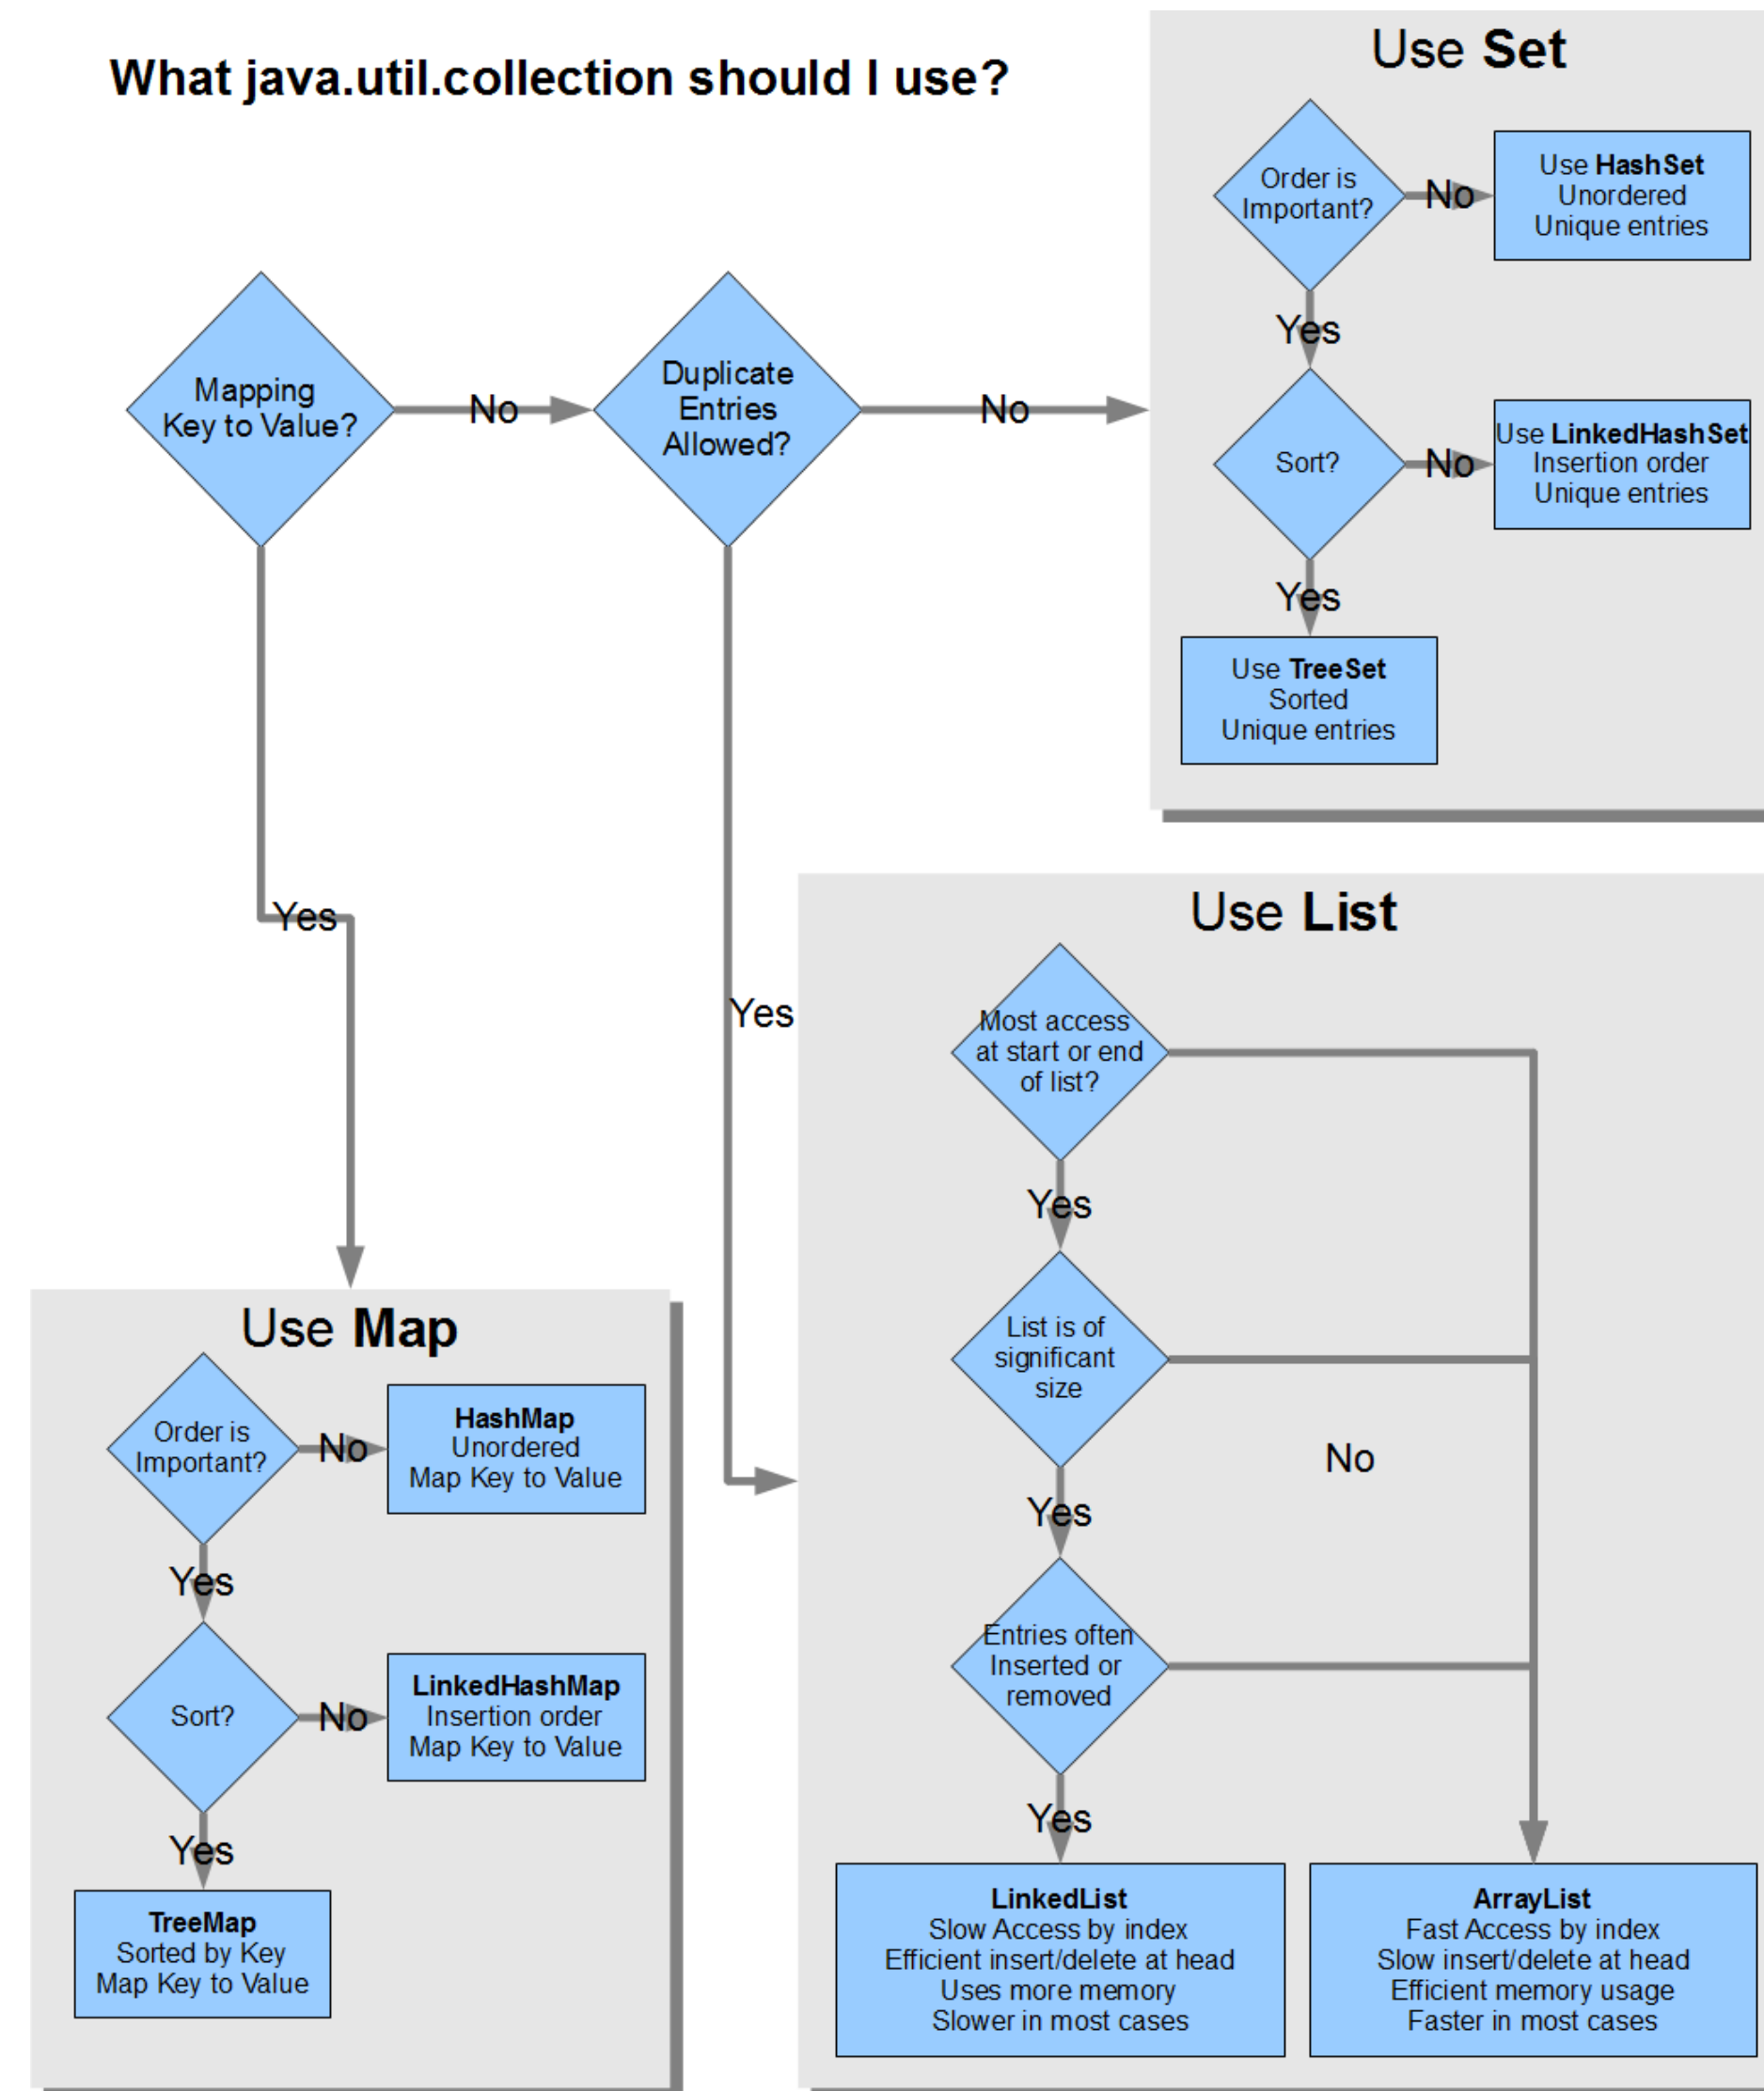 What java.util.collection should I use?
Mapping
Key to Value?
No
Duplicate
Entries
Allowed?
No
Yes
Yes
Use Set
Order is
Important?
No
Use HashSet
Unordered
Unique entries
Yes
Sort?
No
Use LinkedHashSet
Insertion order
Unique entries
Yes
Use TreeSet
Sorted
Unique entries
Use List
Most access
at start or end
of list?
Yes
List is of
significant
size
No
Yes
Entries often
Inserted or
removed
Yes
LinkedList
Slow Access by index
Efficient insert/delete at head
Uses more memory
Slower in most cases
ArrayList
Fast Access by index
Slow insert/delete at head
Efficient memory usage
Faster in most cases
Use Map
Order is
Important?
No
HashMap
Unordered
Map Key to Value
Yes
Sort?
No
LinkedHashMap
Insertion order
Map Key to Value
Yes
TreeMap
Sorted by Key
Map Key to Value